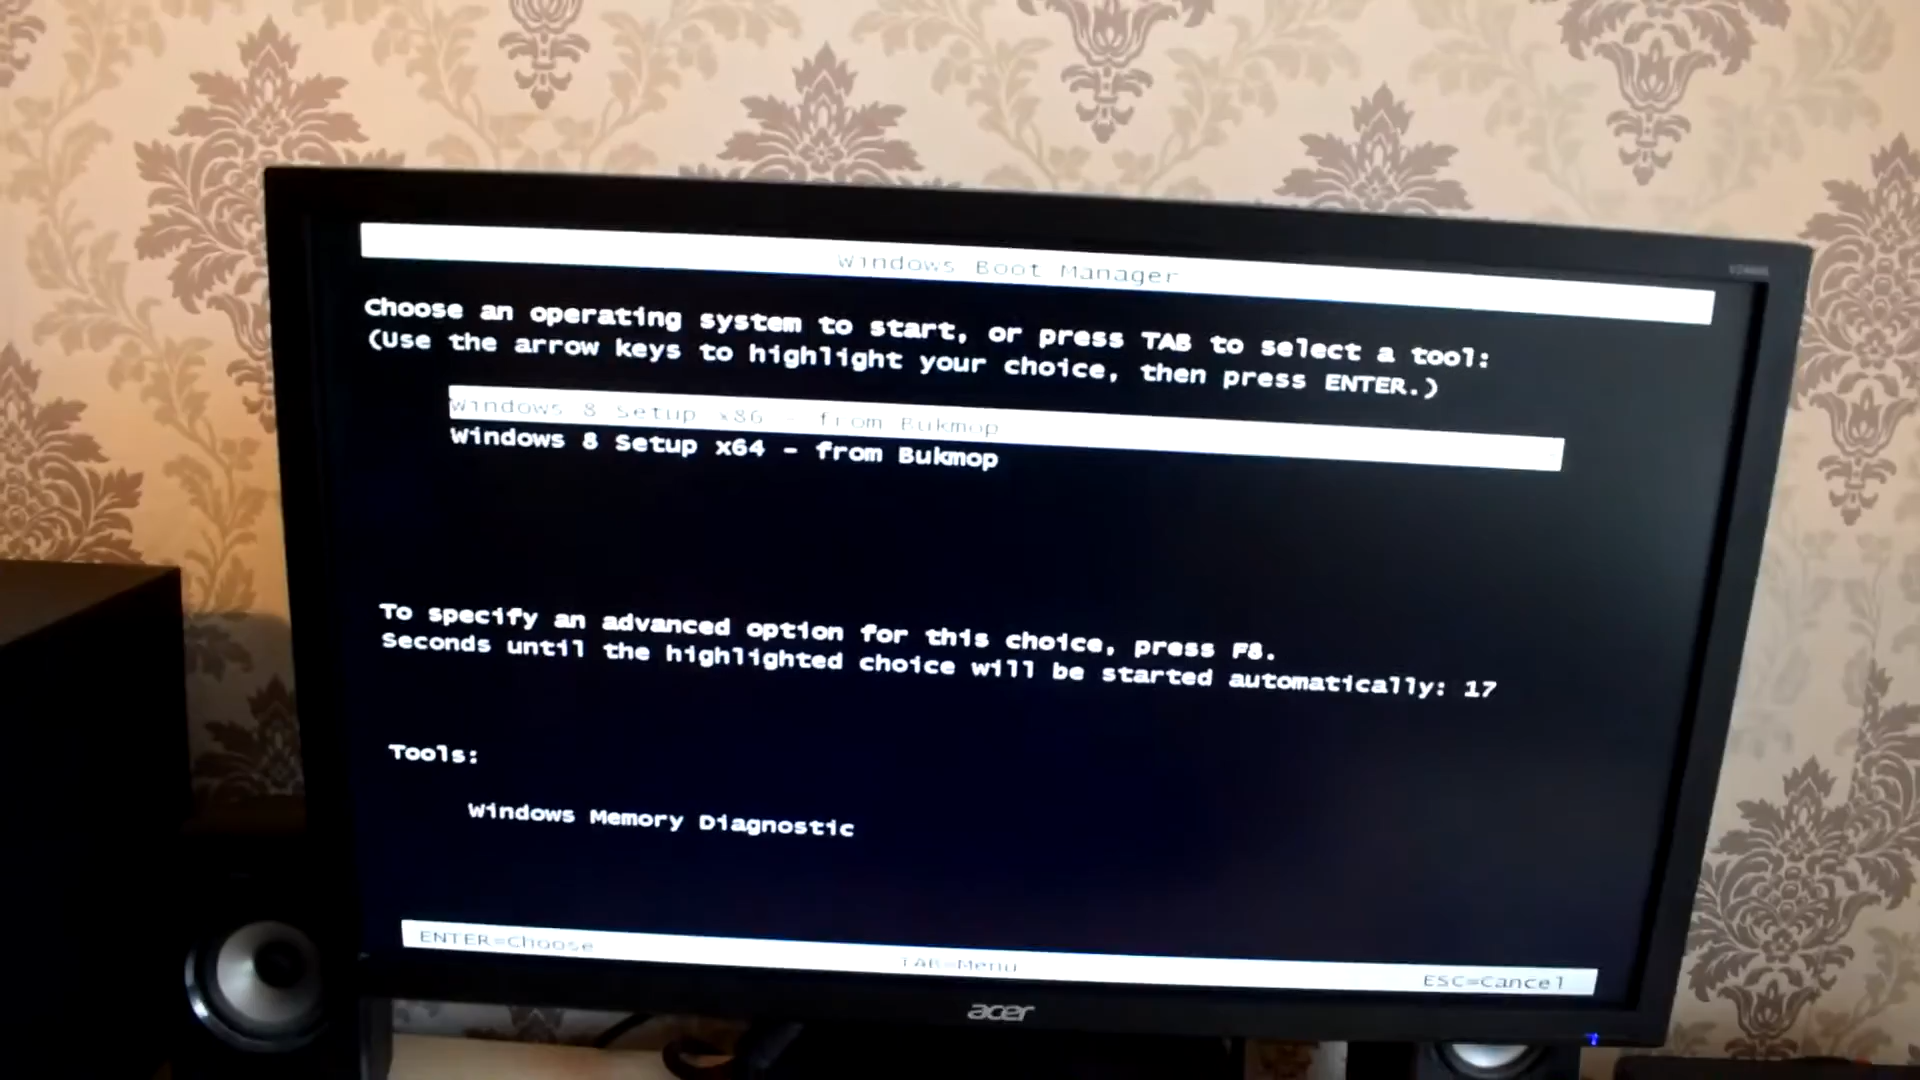 Windows Boot Manager
Choose an operating system to start, or press TAB to select a tool:
(Use the arrow keys to highlight your choice, then press ENTER.)
Windows 8 Setup x86 - from Bukmop
Windows 8 Setup x64 - from Bukmop
To specify an advanced option for this choice, press F8.
Seconds until the highlighted choice will be started automatically: 17
Tools:
Windows Memory Diagnostic
ENTER=Choose
TAB=Menu
ESC=Cancel
acer